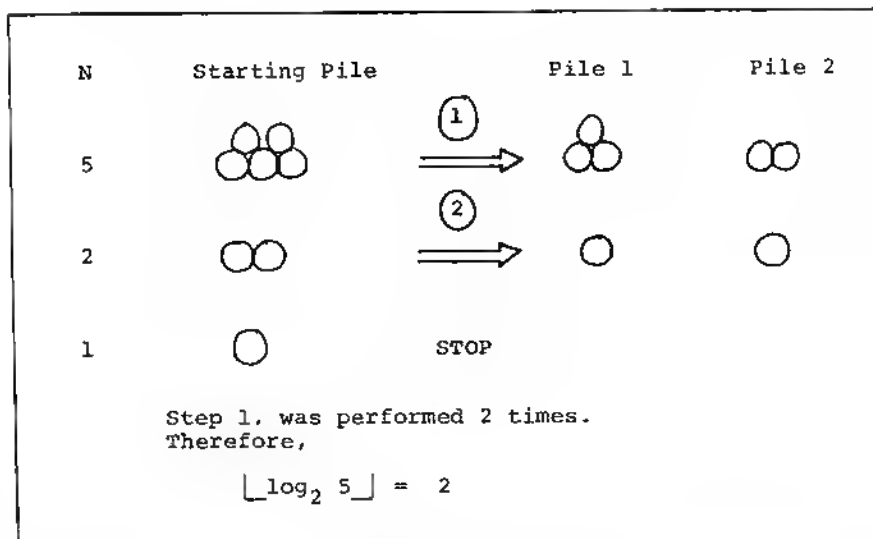 N Starting Pile Pile 1 Pile 2
1
5
2
2
1 STOP
Step 1. was performed 2 times.
Therefore,
⌊log₂ 5⌋ = 2